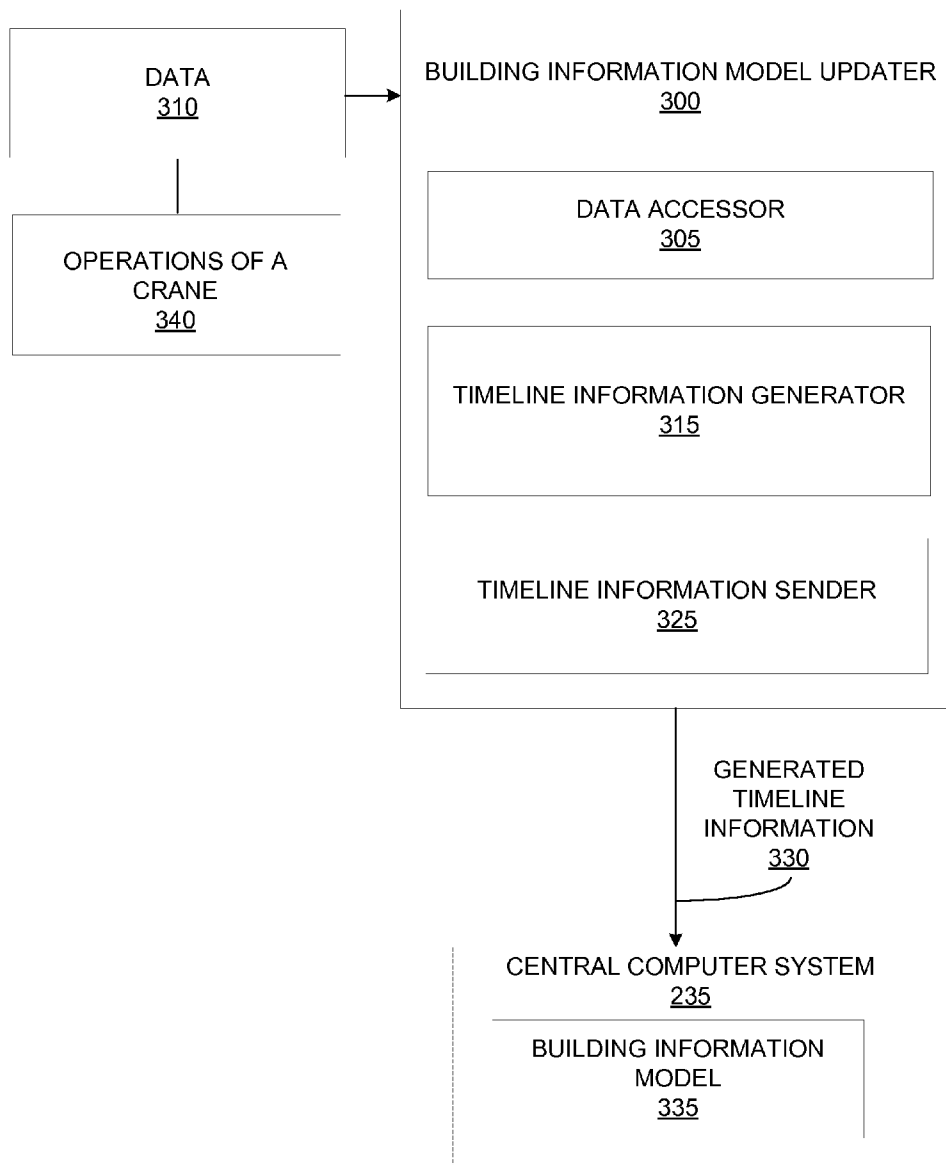 DATA
310
OPERATIONS OF A
CRANE
340
BUILDING INFORMATION MODEL UPDATER
300
DATA ACCESSOR
305
TIMELINE INFORMATION GENERATOR
315
TIMELINE INFORMATION SENDER
325
GENERATED
TIMELINE
INFORMATION
330
CENTRAL COMPUTER SYSTEM
235
BUILDING INFORMATION
MODEL
335